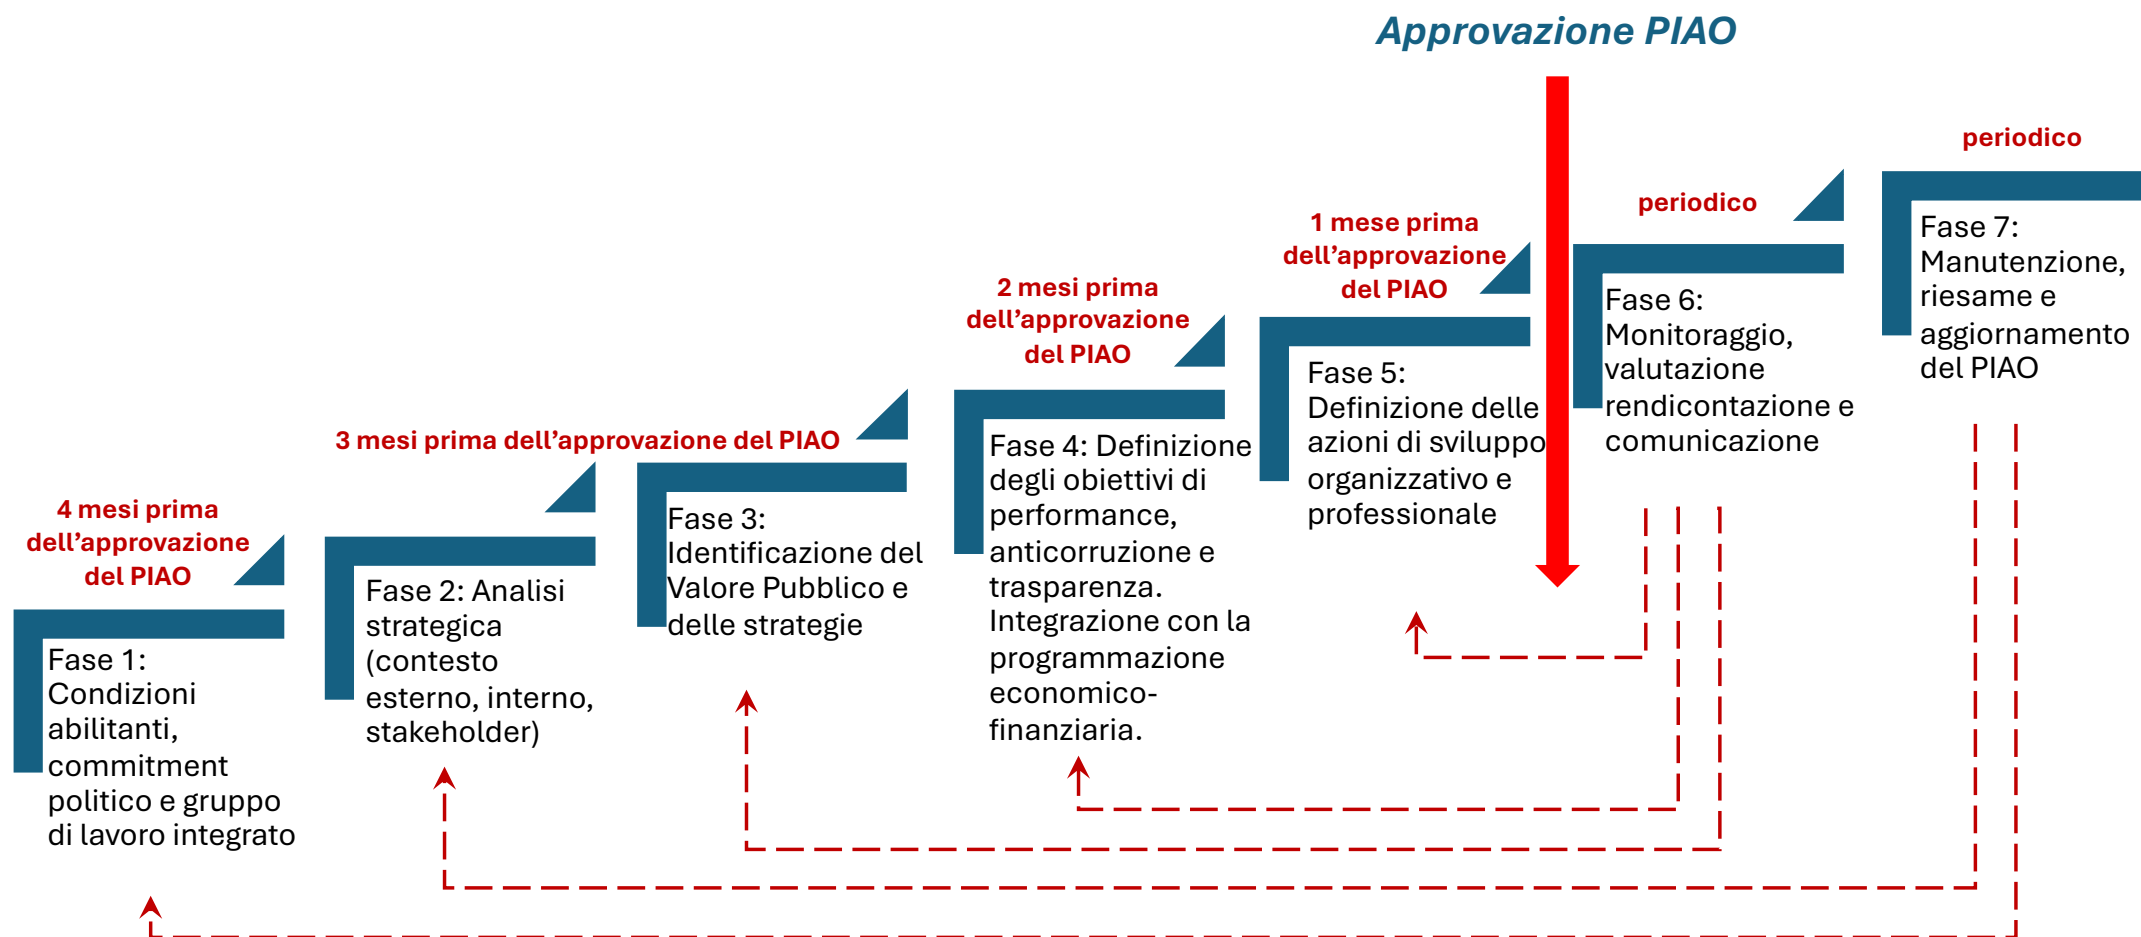 Approvazione PIAO
4 mesi prima
dell’approvazione
del PIAO
Fase 1:
Condizioni
abilitanti,
commitment
politico e gruppo
di lavoro integrato
3 mesi prima dell’approvazione del PIAO
Fase 2: Analisi
strategica
(contesto
esterno, interno,
stakeholder)
Fase 3:
Identificazione del
Valore Pubblico e
delle strategie
2 mesi prima
dell’approvazione
del PIAO
Fase 4: Definizione
degli obiettivi di
performance,
anticorruzione e
trasparenza.
Integrazione con la
programmazione
economico-
finanziaria.
1 mese prima
dell’approvazione
del PIAO
Fase 5:
Definizione delle
azioni di sviluppo
organizzativo e
professionale
periodico
Fase 6:
Monitoraggio,
valutazione
rendicontazione e
comunicazione
periodico
Fase 7:
Manutenzione,
riesame e
aggiornamento
del PIAO